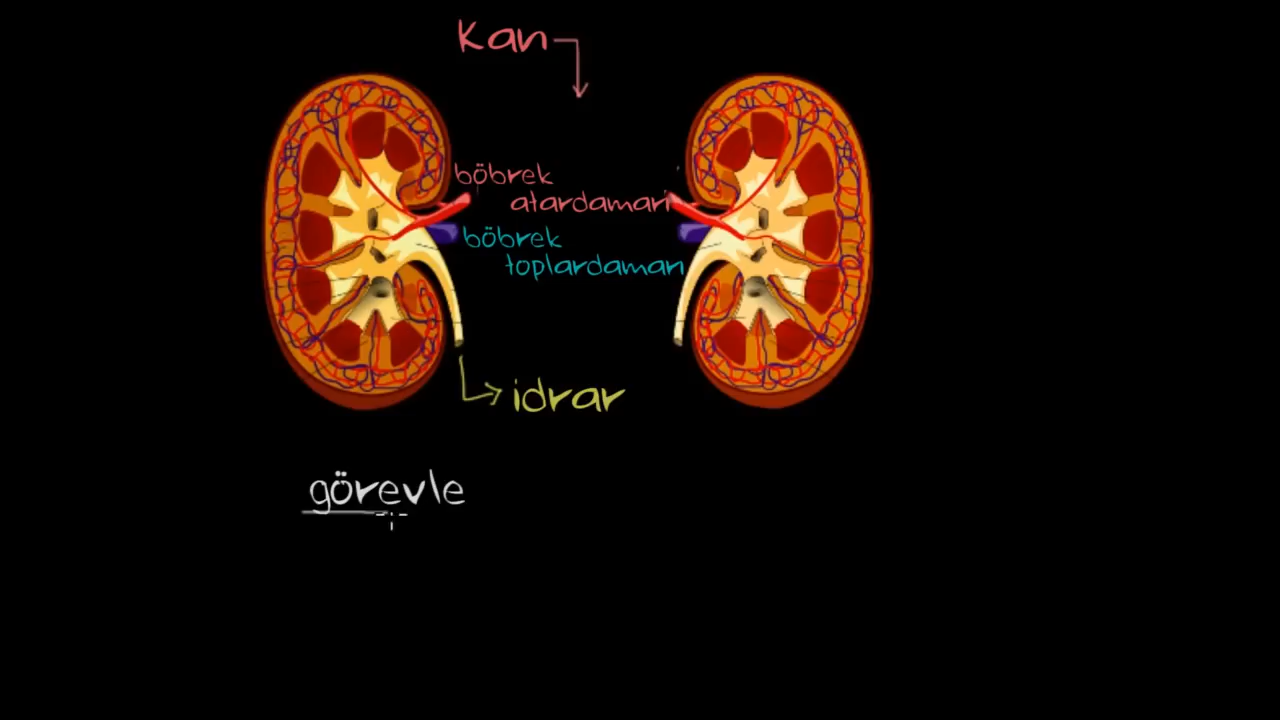 Kan
böbrek
atardamarı
böbrek
toplardamarı
idrar
görevle